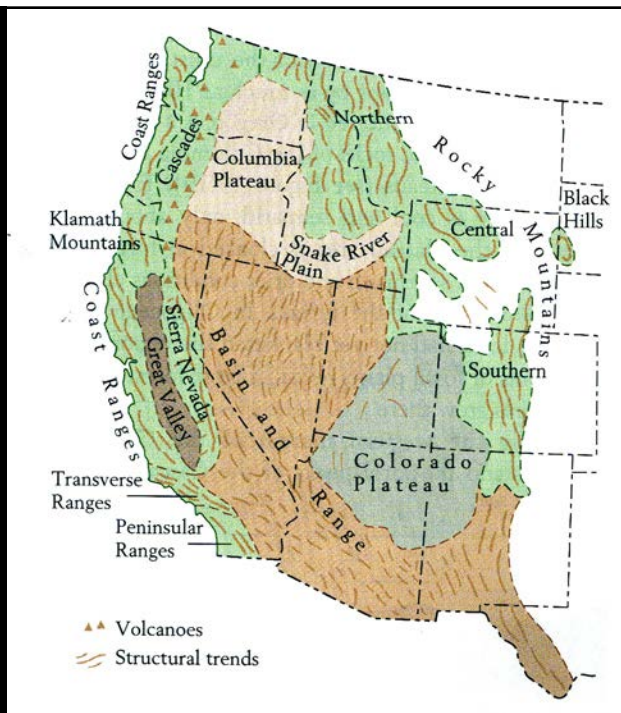 Coast Ranges
Cascades
Columbia
Plateau
Northern
Rocky
Mountains
Black
Hills
Central
Klamath
Mountains
Snake River
Plain
Coast Ranges
Great Valley
Sierra Nevada
Basin and Range
Southern
Colorado
Plateau
Transverse
Ranges
Peninsular
Ranges
Volcanoes
Structural trends